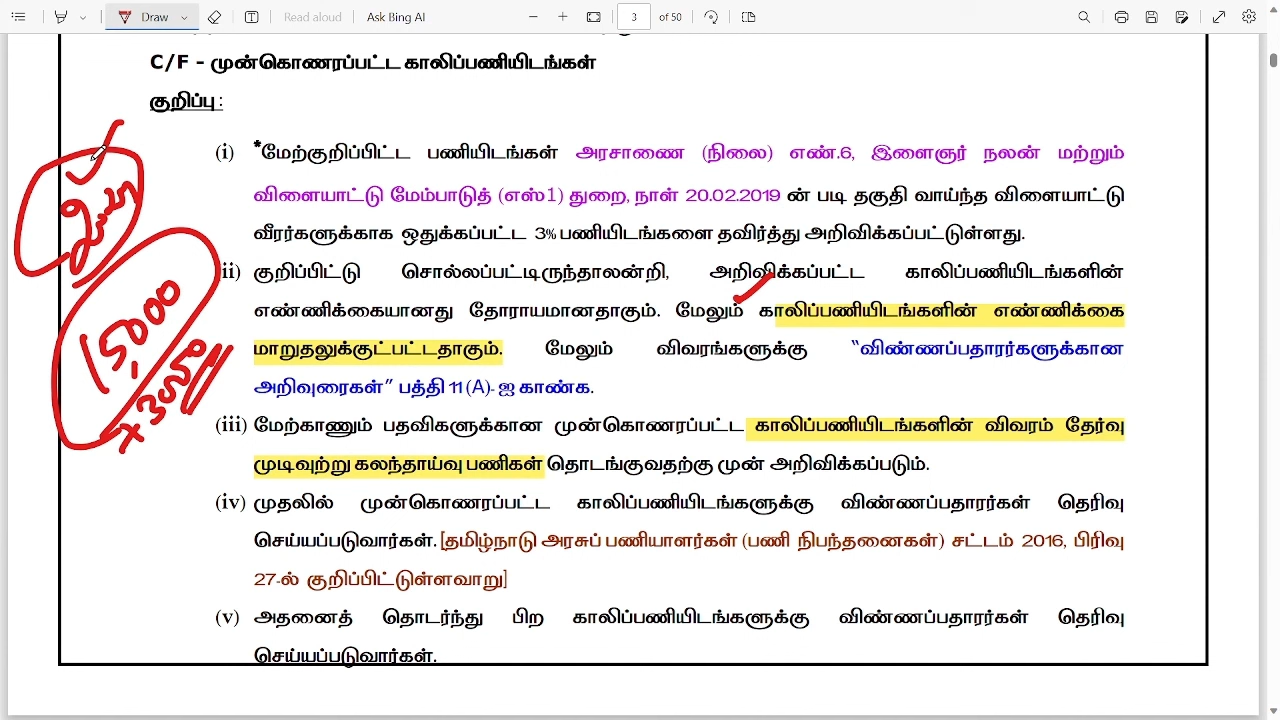 Draw
Read aloud
Ask Bing AI
3
of 50
C/F - முன்கொணரப்பட்ட காலிப்பணியிடங்கள்
குறிப்பு :
(i) *மேற்குறிப்பிட்ட பணியிடங்கள் அரசாணை (நிலை) எண்.6, இளைஞர் நலன் மற்றும்
விளையாட்டு மேம்பாடுத் (எஸ்1) துறை, நாள் 20.02.2019 ன் படி தகுதி வாய்ந்த விளையாட்டு
வீரர்களுக்காக ஒதுக்கப்பட்ட 3% பணியிடங்களை தவிர்த்து அறிவிக்கப்பட்டுள்ளது.
ii) குறிப்பிட்டு சொல்லப்பட்டிருந்தாலன்றி, அறிவிக்கப்பட்ட காலிப்பணியிடங்களின்
எண்ணிக்கையானது தோராயமானதாகும். மேலும் காலிப்பணியிடங்களின் எண்ணிக்கை
மாறுதலுக்குட்பட்டதாகும். மேலும் விவரங்களுக்கு “விண்ணப்பதாரர்களுக்கான
அறிவுரைகள்” பத்தி 11 (A)- ஐ காண்க.
15,000
(iii) மேற்காணும் பதவிகளுக்கான முன்கொணரப்பட்ட காலிப்பணியிடங்களின் விவரம் தேர்வு
முடிவுற்று கலந்தாய்வு பணிகள் தொடங்குவதற்கு முன் அறிவிக்கப்படும்.
(iv) முதலில் முன்கொணரப்பட்ட காலிப்பணியிடங்களுக்கு விண்ணப்பதாரர்கள் தெரிவு
செய்யப்படுவார்கள். [தமிழ்நாடு அரசுப் பணியாளர்கள் (பணி நிபந்தனைகள்) சட்டம் 2016, பிரிவு
27-ல் குறிப்பிட்டுள்ளவாறு]
(v) அதனைத் தொடர்ந்து பிற காலிப்பணியிடங்களுக்கு விண்ணப்பதாரர்கள் தெரிவு
செய்யப்படுவார்கள்.